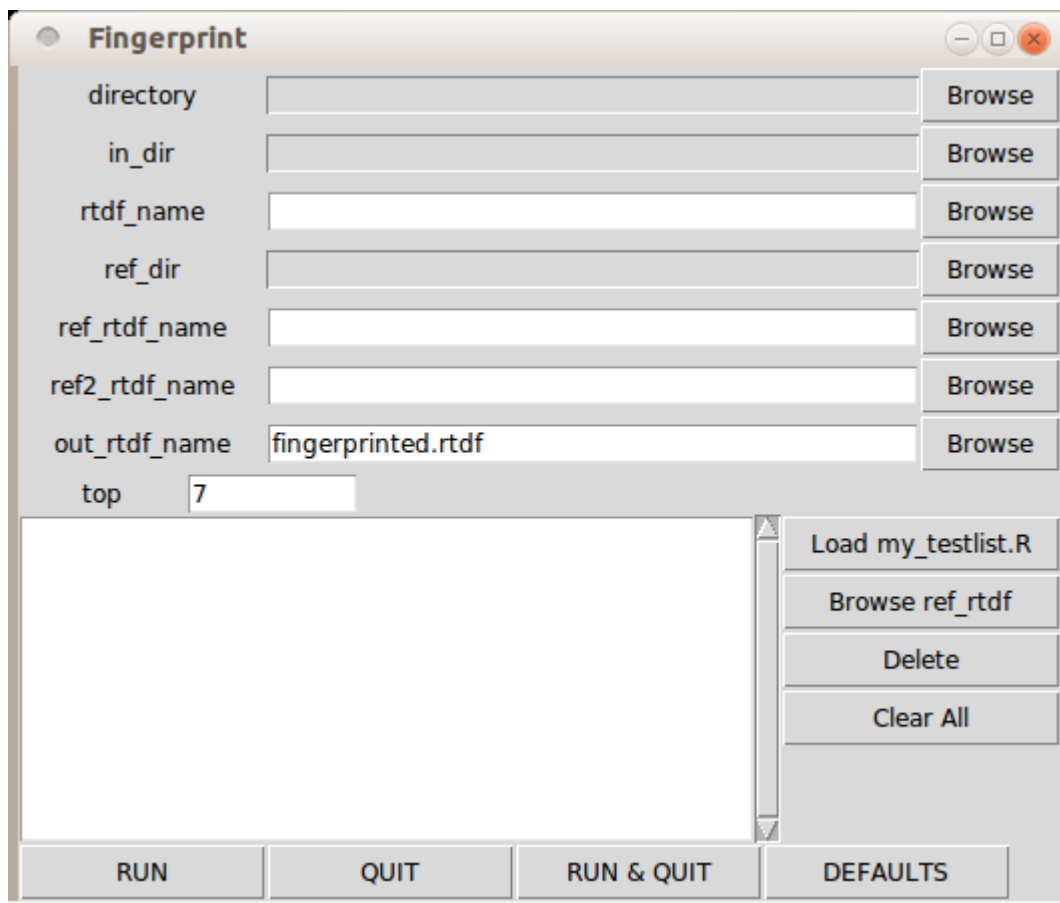 Fingerprint
directory Browse
in_dir Browse
rtdf_name Browse
ref_dir Browse
ref_rtdf_name Browse
ref2_rtdf_name Browse
out_rtdf_name fingerprinted.rtdf Browse
top 7
Load my_testlist.R
Browse ref_rtdf
Delete
Clear All
RUN QUIT RUN & QUIT DEFAULTS